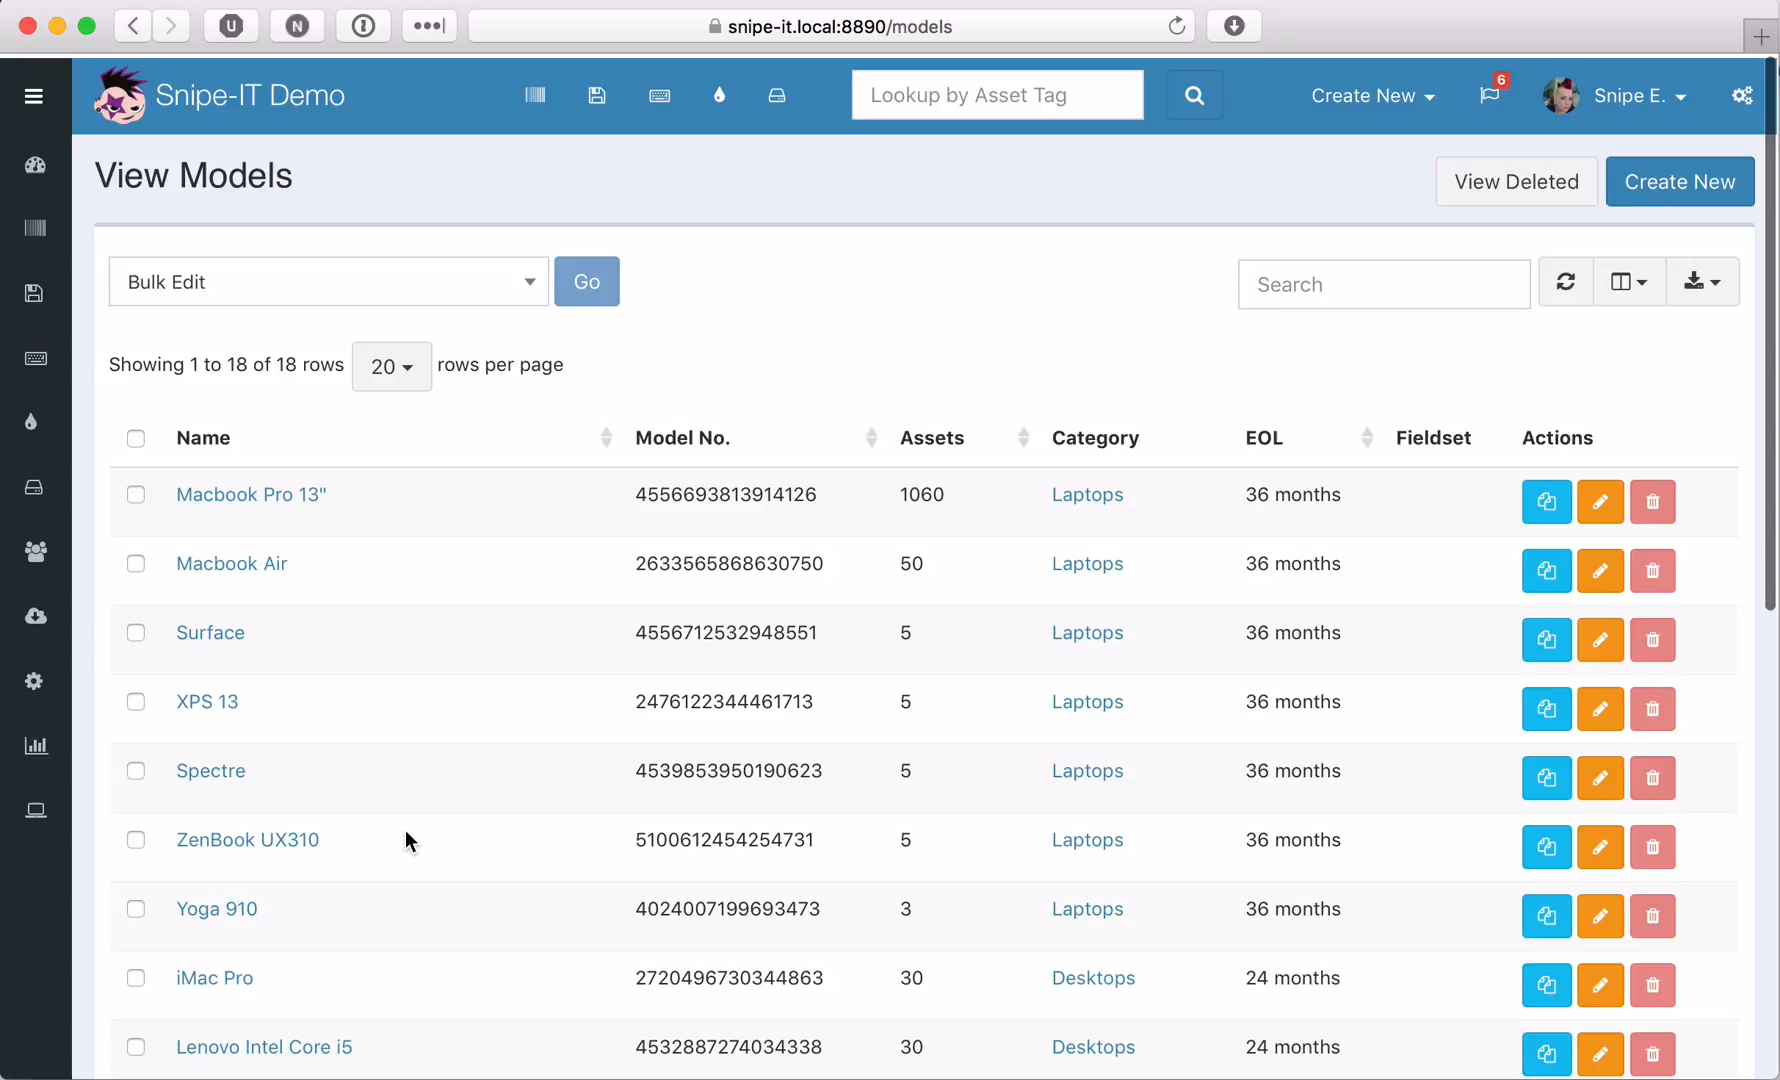 U
N
snipe-it.local:8890/models
Snipe-IT Demo
Lookup by Asset Tag
Create New
6
Snipe E.
View Models
View Deleted
Create New
Bulk Edit
Go
Search
Showing 1 to 18 of 18 rows 20 rows per page
Name Model No. Assets Category EOL Fieldset Actions
Macbook Pro 13" 4556693813914126 1060 Laptops 36 months
Macbook Air 2633565868630750 50 Laptops 36 months
Surface 4556712532948551 5 Laptops 36 months
XPS 13 2476122344461713 5 Laptops 36 months
Spectre 4539853950190623 5 Laptops 36 months
ZenBook UX310 5100612454254731 5 Laptops 36 months
Yoga 910 4024007199693473 3 Laptops 36 months
iMac Pro 2720496730344863 30 Desktops 24 months
Lenovo Intel Core i5 4532887274034338 30 Desktops 24 months